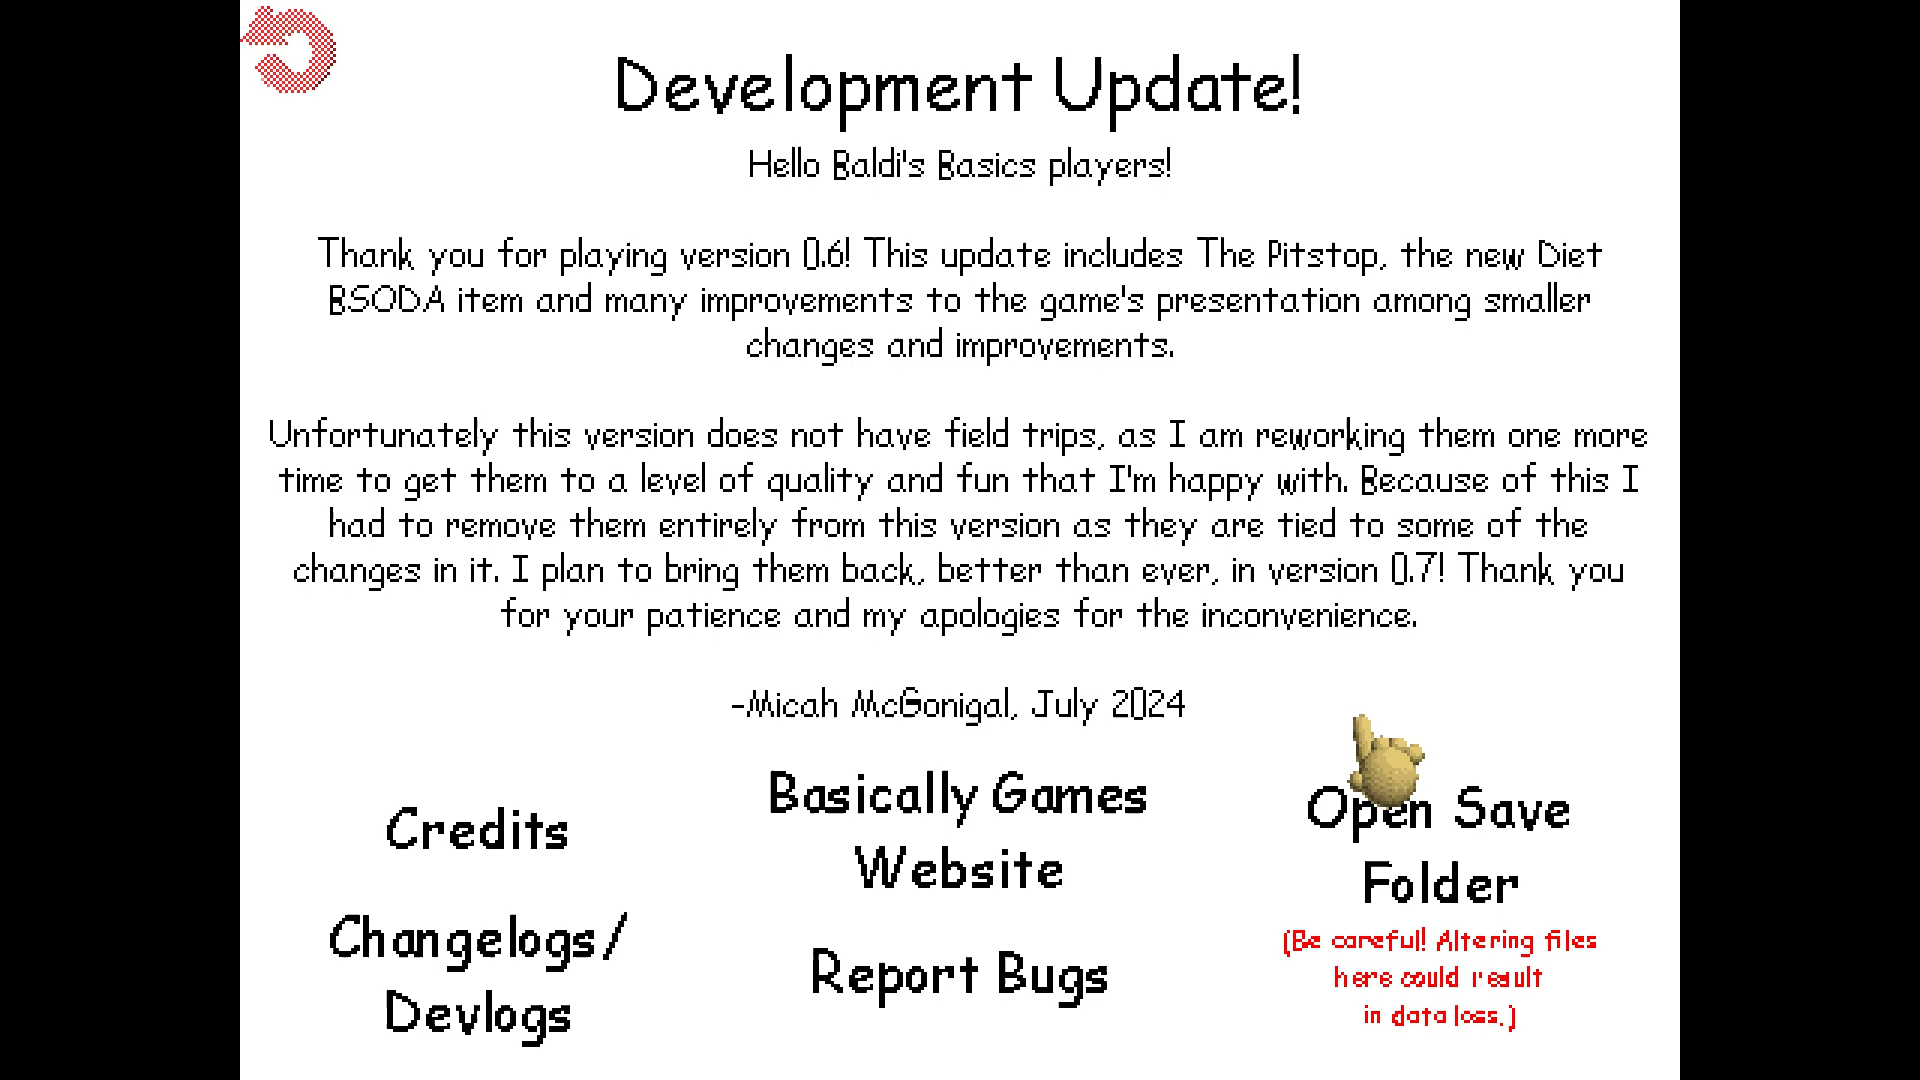 Development Update!
Hello Baldi's Basics players!
Thank you for playing version 0.6! This update includes The Pitstop, the new Diet
BSODA item and many improvements to the game's presentation among smaller
changes and improvements.
Unfortunately this version does not have field trips, as I am reworking them one more
time to get them to a level of quality and fun that I'm happy with. Because of this I
had to remove them entirely from this version as they are tied to some of the
changes in it. I plan to bring them back, better than ever, in version 0.7! Thank you
for your patience and my apologies for the inconvenience.
-Micah McGonigal, July 2024
Credits
Basically Games
Website
Open Save
Folder
(Be careful! Altering files
here could result
in data loss.)
Changelogs/
Devlogs
Report Bugs